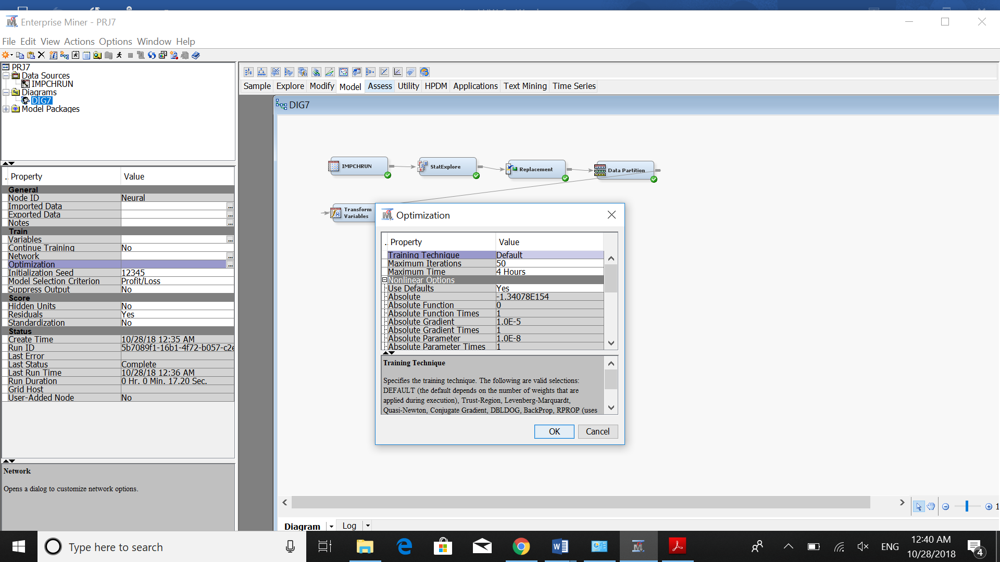 Enterprise Miner - PRJ7
File Edit View Actions Options Window Help
PRJ7
Data Sources
IMPCHRUN
Diagrams
DIG7
Model Packages
. Property Value
General
Node ID Neural
Imported Data ...
Exported Data ...
Notes ...
Train
Variables ...
Continue Training No
Network ...
Optimization ...
Initialization Seed 12345
Model Selection Criterion Profit/Loss
Suppress Output No
Score
Hidden Units No
Residuals Yes
Standardization No
Status
Create Time 10/28/18 12:35 AM
Run ID 5b7089f1-16b1-4f72-b057-c2e
Last Error
Last Status Complete
Last Run Time 10/28/18 12:36 AM
Run Duration 0 Hr. 0 Min. 17.20 Sec.
Grid Host
User-Added Node No
Network
Opens a dialog to customize network options.
Sample Explore Modify Model Assess Utility HPDM Applications Text Mining Time Series
DIG7
IMPCHRUN
StatExplore
Replacement
Data Partition
Transform
Variables
Optimization
. Property Value
Training Technique Default
Maximum Iterations 50
Maximum Time 4 Hours
Nonlinear Options
Use Defaults Yes
Absolute -1.34078E154
Absolute Function 0
Absolute Function Times 1
Absolute Gradient 1.0E-5
Absolute Gradient Times 1
Absolute Parameter 1.0E-8
Absolute Parameter Times 1
Training Technique
Specifies the training technique. The following are valid selections:
DEFAULT (the default depends on the number of weights that are
applied during execution), Trust-Region, Levenberg-Marquardt,
Quasi-Newton, Conjugate Gradient, DBLDOG, BackProp, RPROP (uses
OK Cancel
1
Diagram Log
Type here to search
ENG
12:40 AM
10/28/2018
4